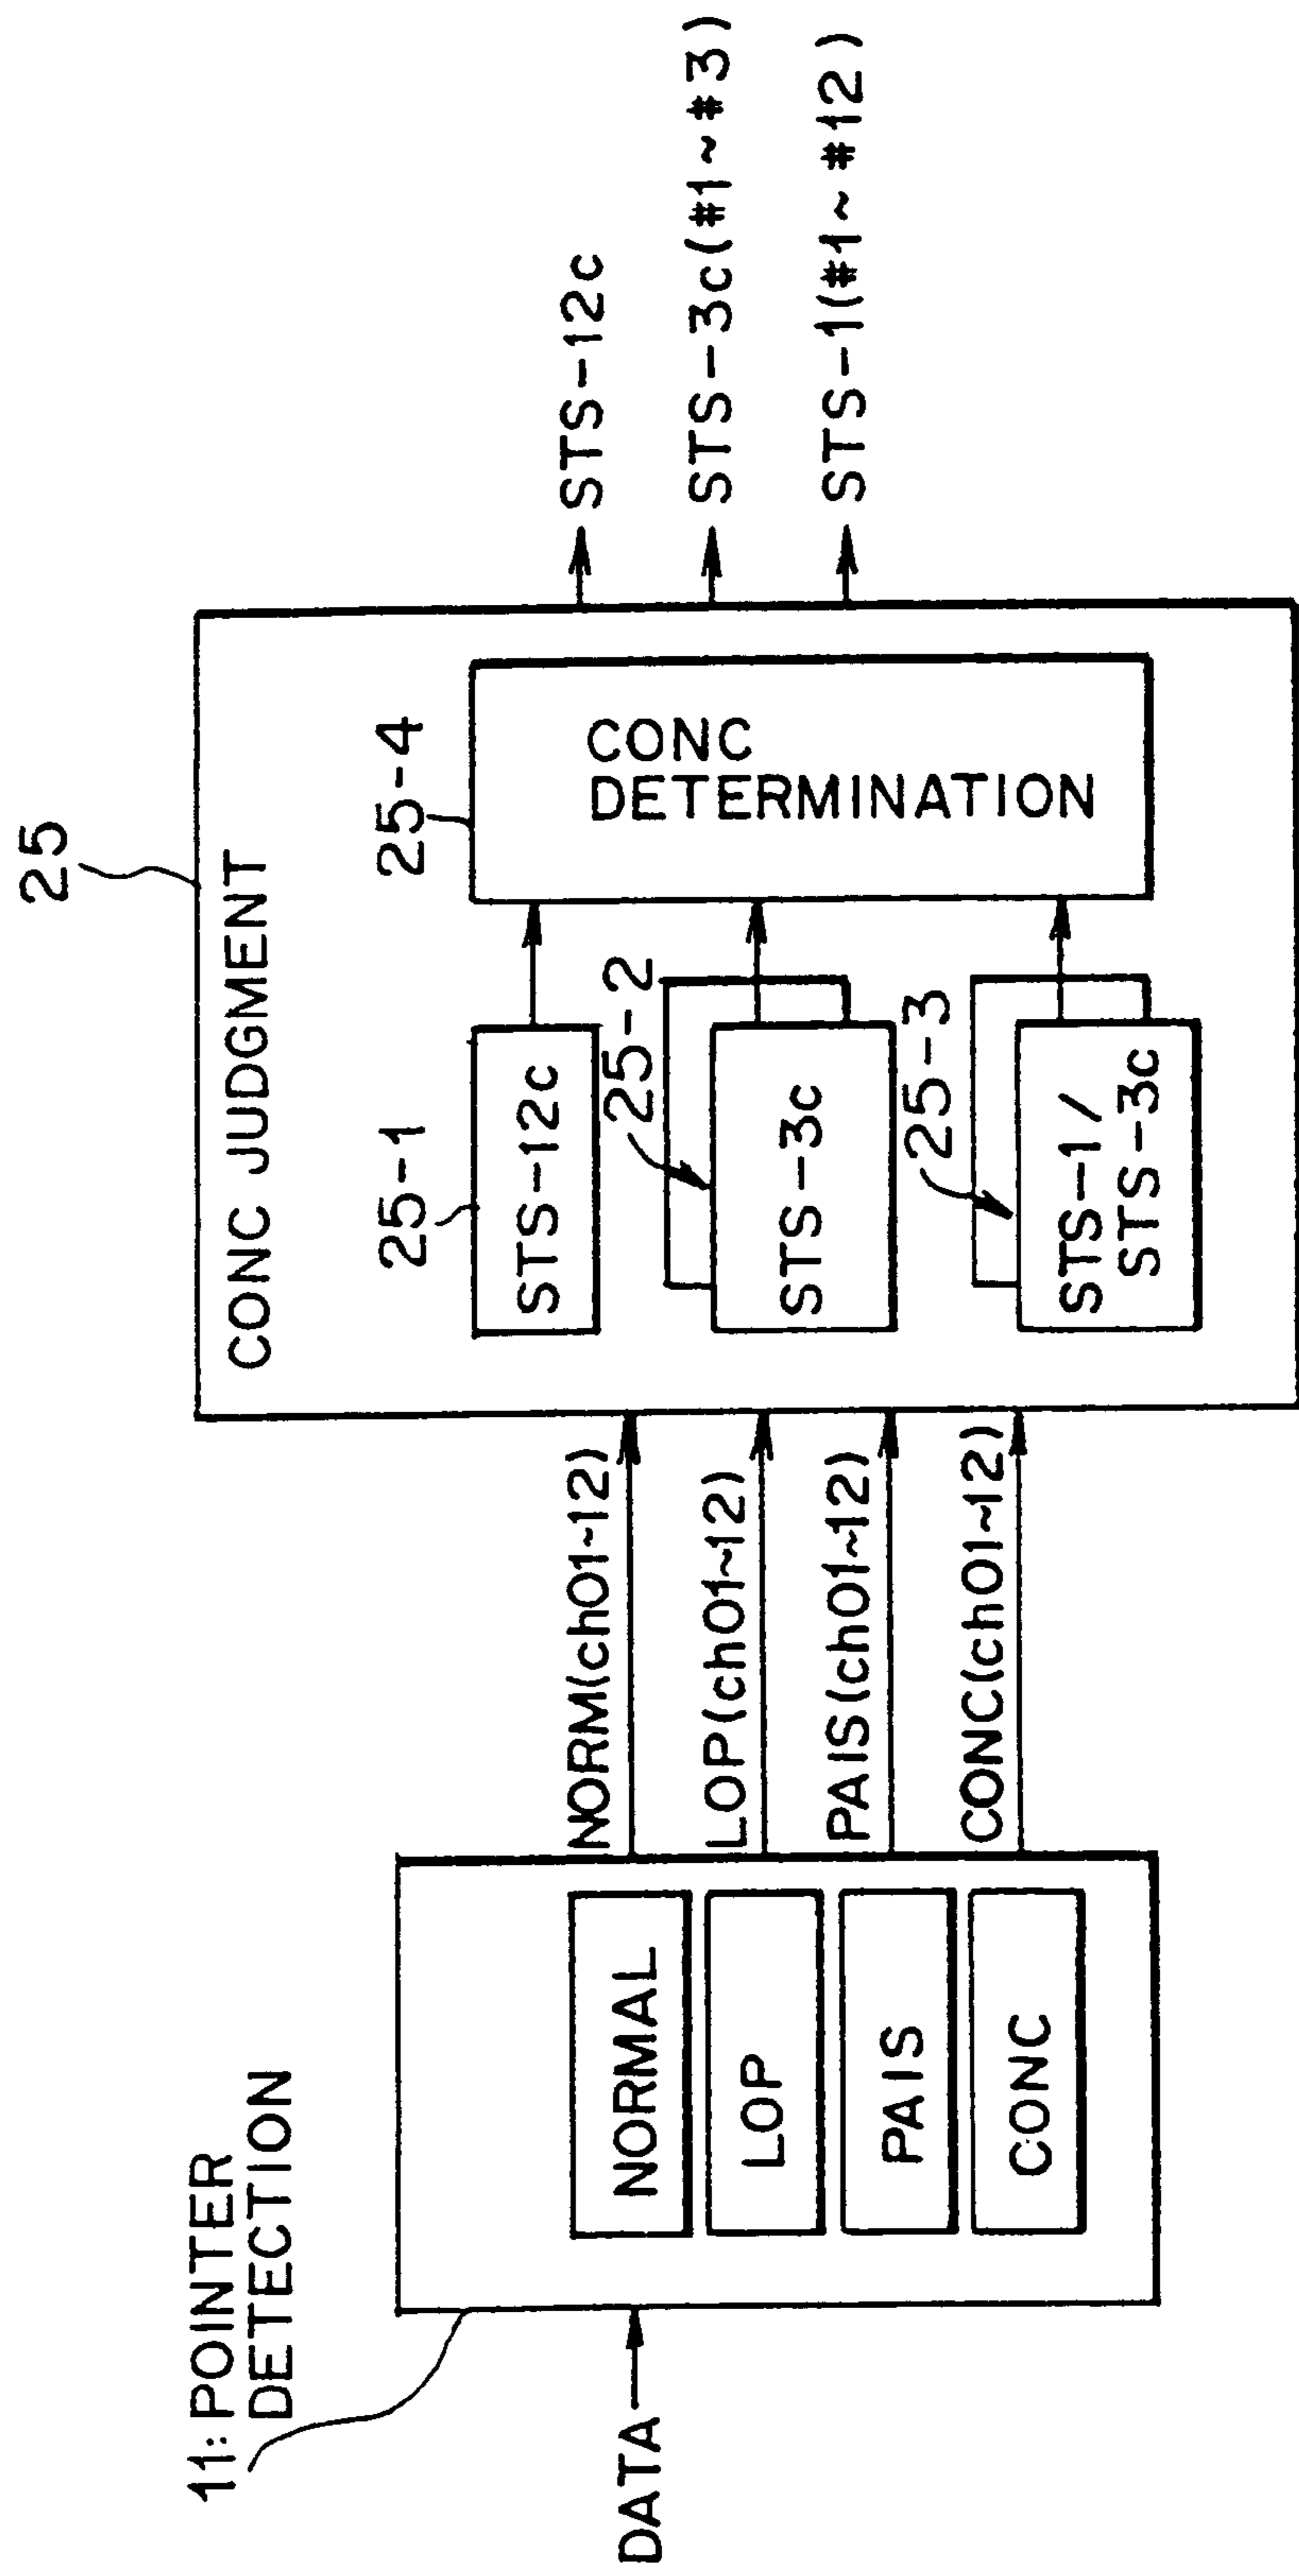 11: POINTER
DETECTION
DATA
NORMAL
LOP
PAIS
CONC
NORM(ch01~12)
LOP(ch01~12)
PAIS(ch01~12)
CONC(ch01~12)
25
CONC JUDGMENT
25-1
STS-12c
25-2
STS-3c
25-3
STS-1/
STS-3c
25-4
CONC
DETERMINATION
STS-12c
STS-3c(#1~#3)
STS-1(#1~#12)